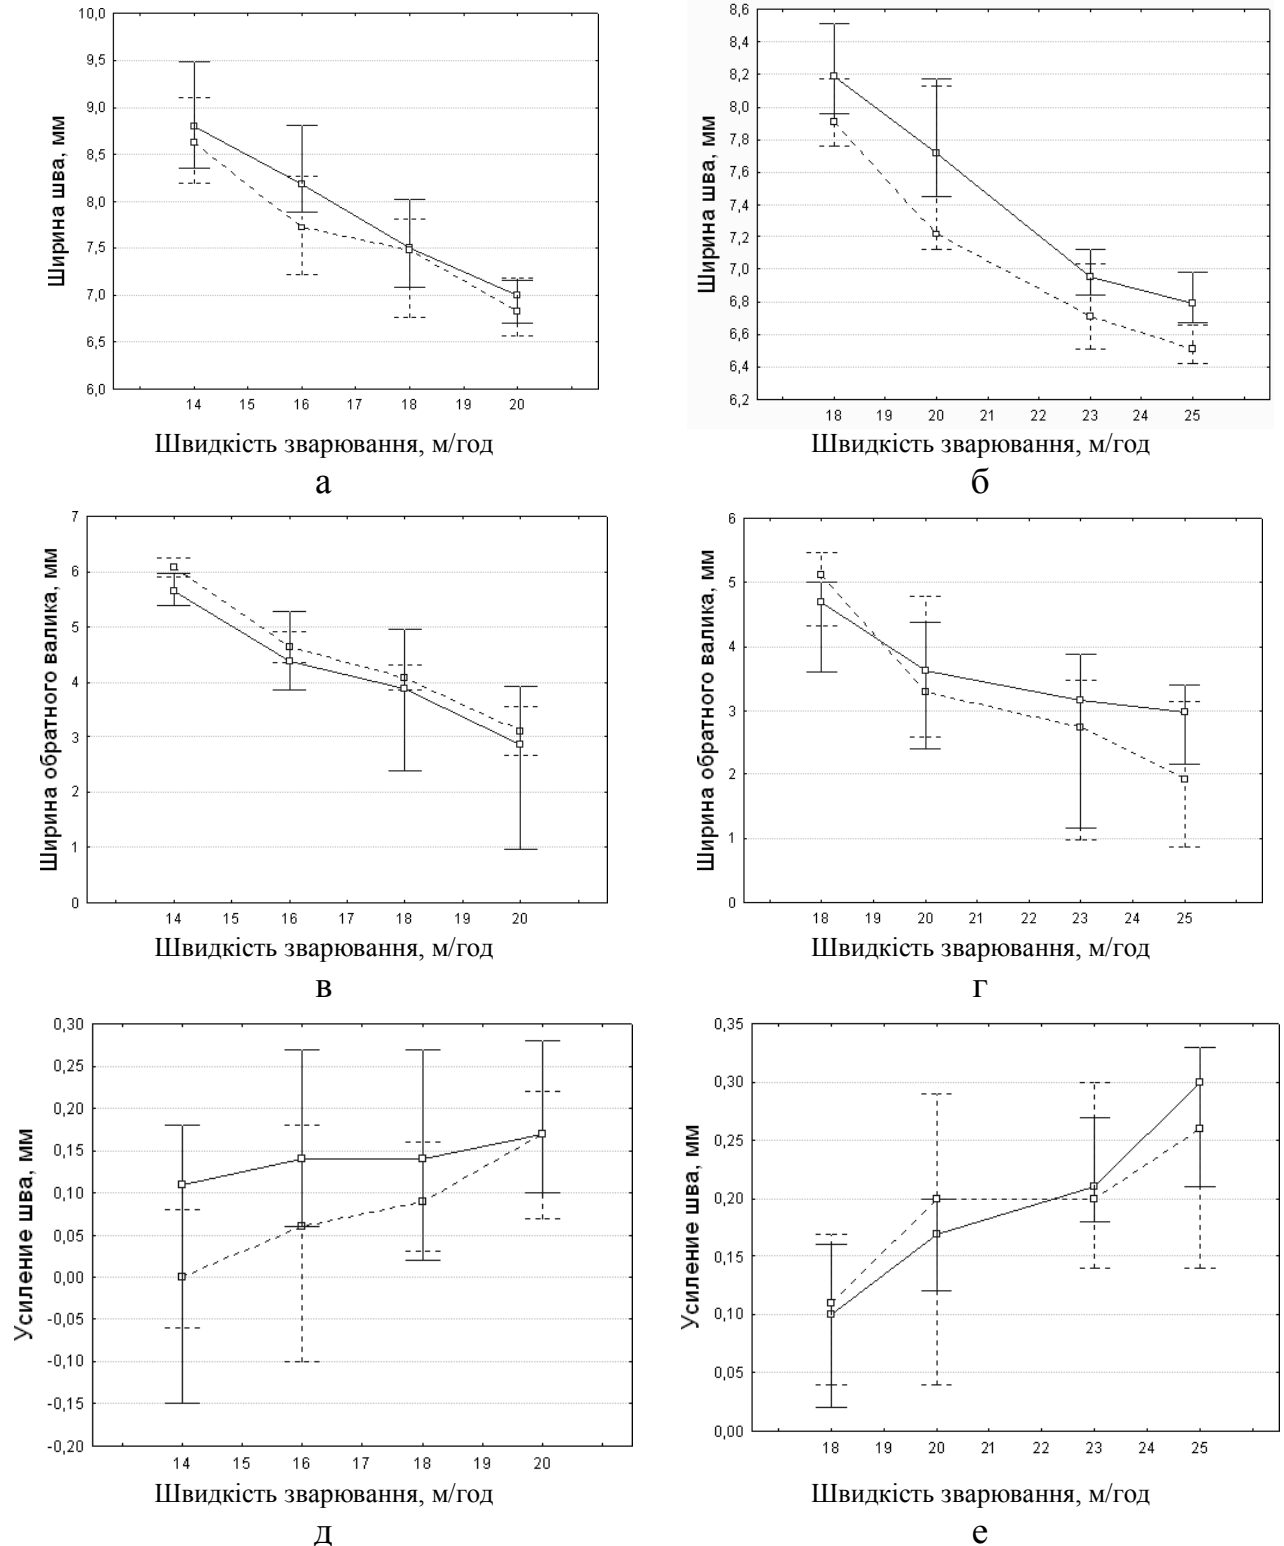 10,0
9,5
9,0
8,5
8,0
7,5
7,0
6,5
6,0
Ширина шва, мм
14 15 16 17 18 19 20
Швидкість зварювання, м/год
а
8,6
8,4
8,2
8,0
7,8
7,6
7,4
7,2
7,0
6,8
6,6
6,4
6,2
Ширина шва, мм
18 19 20 21 22 23 24 25
Швидкість зварювання, м/год
б
7
6
5
4
3
2
1
0
Ширина обратного валика, мм
14 15 16 17 18 19 20
Швидкість зварювання, м/год
в
6
5
4
3
2
1
0
Ширина обратного валика, мм
18 19 20 21 22 23 24 25
Швидкість зварювання, м/год
г
0,30
0,25
0,20
0,15
0,10
0,05
0,00
-0,05
-0,10
-0,15
-0,20
Усиление шва, мм
14 15 16 17 18 19 20
Швидкість зварювання, м/год
д
0,35
0,30
0,25
0,20
0,15
0,10
0,05
0,00
Усиление шва, мм
18 19 20 21 22 23 24 25
Швидкість зварювання, м/год
е